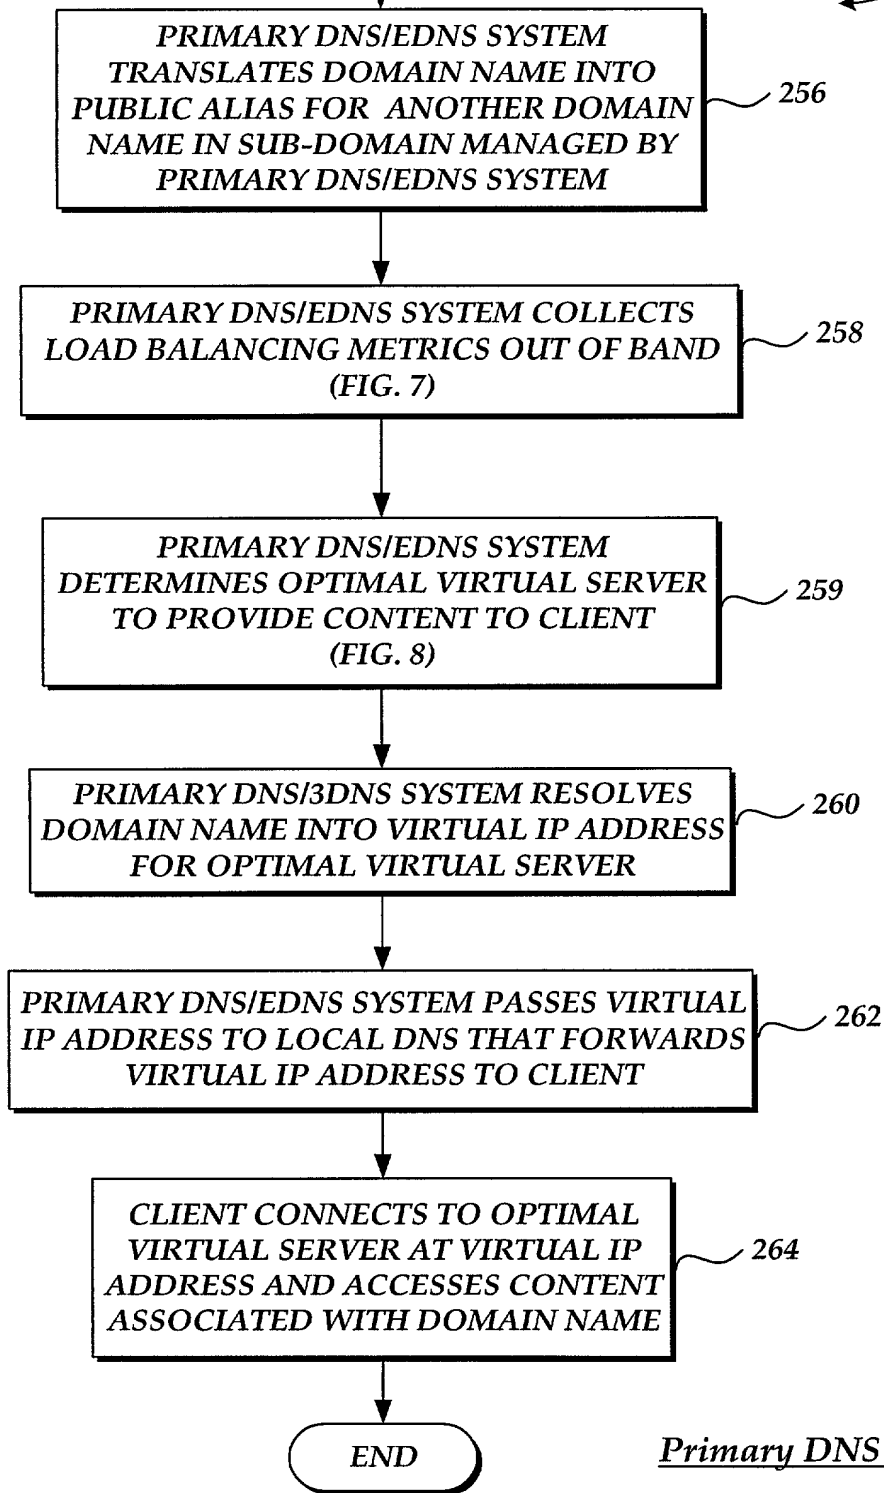 PRIMARY DNS/EDNS SYSTEM
TRANSLATES DOMAIN NAME INTO
PUBLIC ALIAS FOR ANOTHER DOMAIN
NAME IN SUB-DOMAIN MANAGED BY
PRIMARY DNS/EDNS SYSTEM
256
PRIMARY DNS/EDNS SYSTEM COLLECTS
LOAD BALANCING METRICS OUT OF BAND
(FIG. 7)
258
PRIMARY DNS/EDNS SYSTEM
DETERMINES OPTIMAL VIRTUAL SERVER
TO PROVIDE CONTENT TO CLIENT
(FIG. 8)
259
PRIMARY DNS/3DNS SYSTEM RESOLVES
DOMAIN NAME INTO VIRTUAL IP ADDRESS
FOR OPTIMAL VIRTUAL SERVER
260
PRIMARY DNS/EDNS SYSTEM PASSES VIRTUAL
IP ADDRESS TO LOCAL DNS THAT FORWARDS
VIRTUAL IP ADDRESS TO CLIENT
262
CLIENT CONNECTS TO OPTIMAL
VIRTUAL SERVER AT VIRTUAL IP
ADDRESS AND ACCESSES CONTENT
ASSOCIATED WITH DOMAIN NAME
264
END
Primary DNS